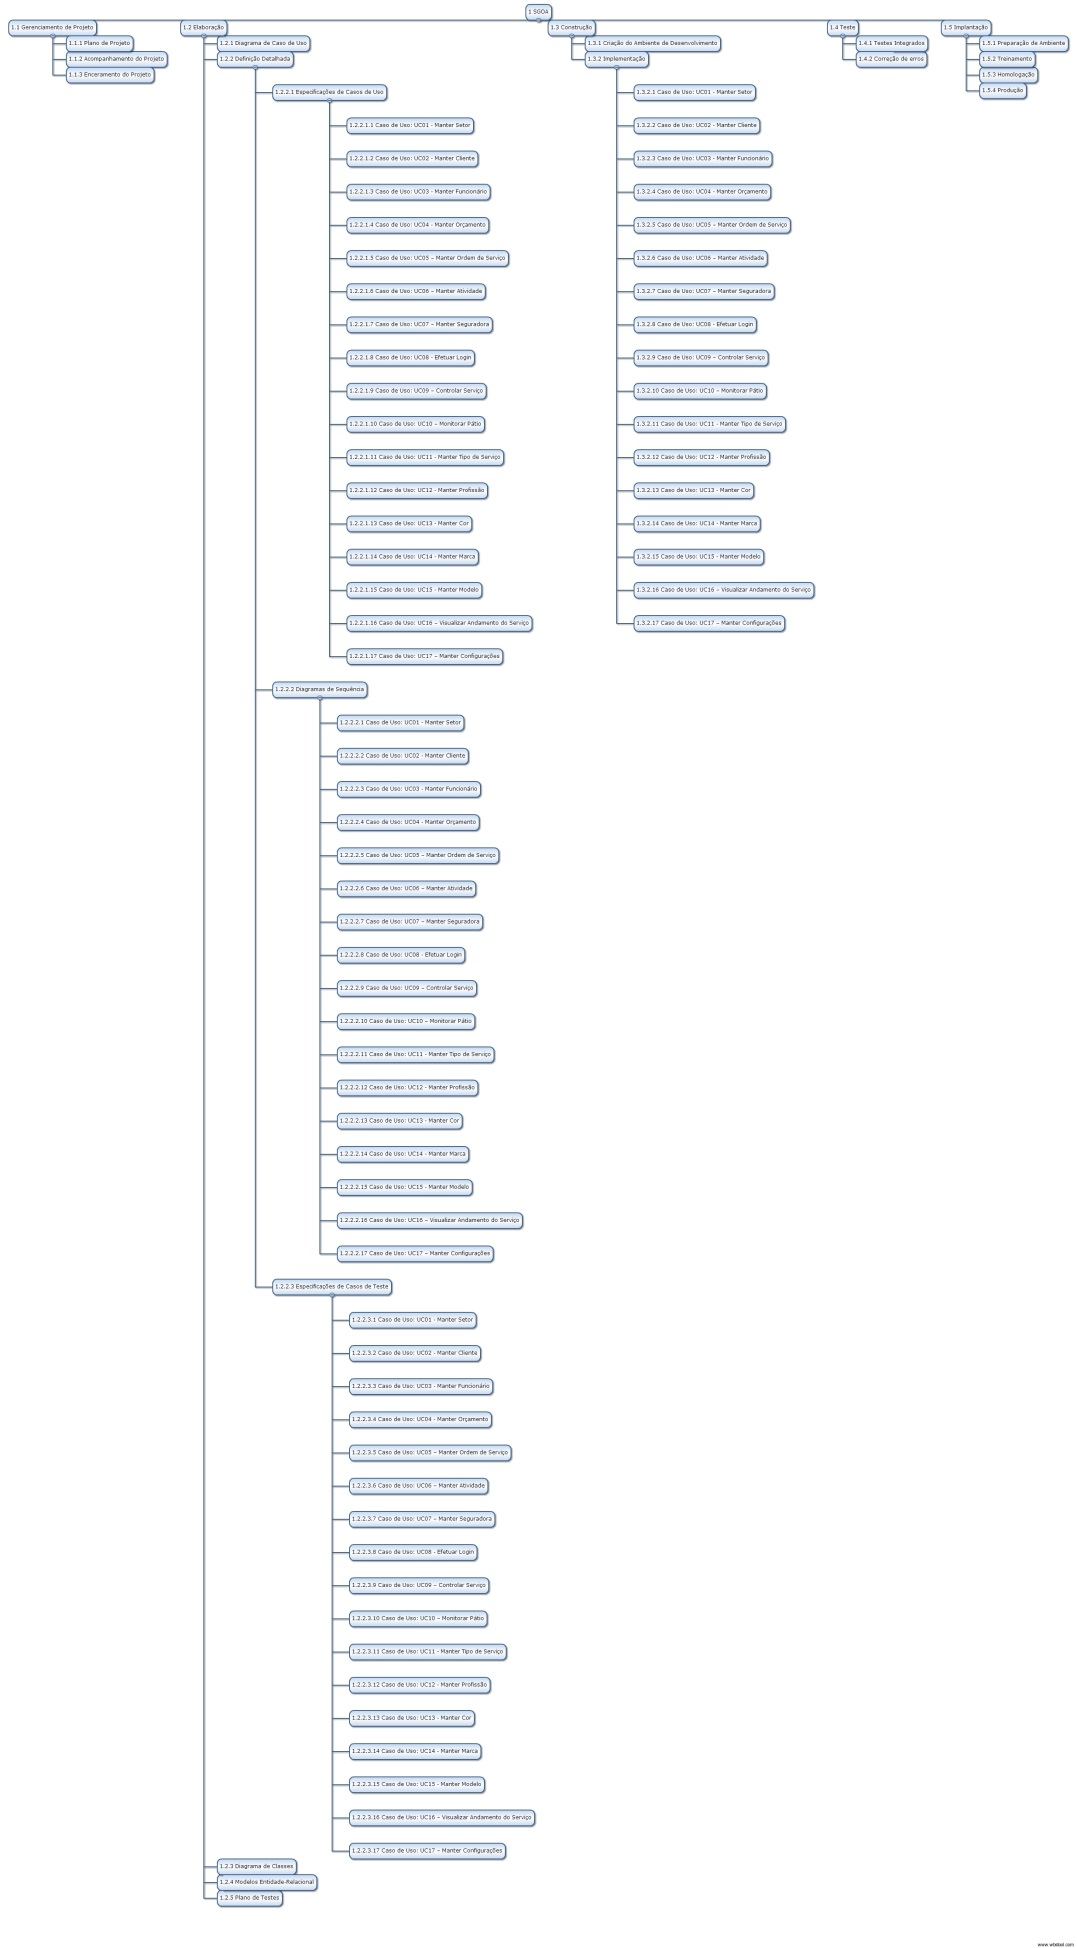 1 SGOA
1.1 Gerenciamento de Projeto
1.1.1 Plano de Projeto
1.1.2 Acompanhamento do Projeto
1.1.3 Enceramento do Projeto
1.2 Elaboração
1.2.1 Diagrama de Caso de Uso
1.2.2 Definição Detalhada
1.2.2.1 Especificações de Casos de Uso
1.2.2.1.1 Caso de Uso: UC01 - Manter Setor
1.2.2.1.2 Caso de Uso: UC02 - Manter Cliente
1.2.2.1.3 Caso de Uso: UC03 - Manter Funcionário
1.2.2.1.4 Caso de Uso: UC04 - Manter Orçamento
1.2.2.1.5 Caso de Uso: UC05 – Manter Ordem de Serviço
1.2.2.1.6 Caso de Uso: UC06 – Manter Atividade
1.2.2.1.7 Caso de Uso: UC07 – Manter Seguradora
1.2.2.1.8 Caso de Uso: UC08 - Efetuar Login
1.2.2.1.9 Caso de Uso: UC09 – Controlar Serviço
1.2.2.1.10 Caso de Uso: UC10 – Monitorar Pátio
1.2.2.1.11 Caso de Uso: UC11 - Manter Tipo de Serviço
1.2.2.1.12 Caso de Uso: UC12 - Manter Profissão
1.2.2.1.13 Caso de Uso: UC13 - Manter Cor
1.2.2.1.14 Caso de Uso: UC14 - Manter Marca
1.2.2.1.15 Caso de Uso: UC15 - Manter Modelo
1.2.2.1.16 Caso de Uso: UC16 – Visualizar Andamento do Serviço
1.2.2.1.17 Caso de Uso: UC17 – Manter Configurações
1.2.2.2 Diagramas de Sequência
1.2.2.2.1 Caso de Uso: UC01 - Manter Setor
1.2.2.2.2 Caso de Uso: UC02 - Manter Cliente
1.2.2.2.3 Caso de Uso: UC03 - Manter Funcionário
1.2.2.2.4 Caso de Uso: UC04 - Manter Orçamento
1.2.2.2.5 Caso de Uso: UC05 – Manter Ordem de Serviço
1.2.2.2.6 Caso de Uso: UC06 – Manter Atividade
1.2.2.2.7 Caso de Uso: UC07 – Manter Seguradora
1.2.2.2.8 Caso de Uso: UC08 - Efetuar Login
1.2.2.2.9 Caso de Uso: UC09 – Controlar Serviço
1.2.2.2.10 Caso de Uso: UC10 – Monitorar Pátio
1.2.2.2.11 Caso de Uso: UC11 - Manter Tipo de Serviço
1.2.2.2.12 Caso de Uso: UC12 - Manter Profissão
1.2.2.2.13 Caso de Uso: UC13 - Manter Cor
1.2.2.2.14 Caso de Uso: UC14 - Manter Marca
1.2.2.2.15 Caso de Uso: UC15 - Manter Modelo
1.2.2.2.16 Caso de Uso: UC16 – Visualizar Andamento do Serviço
1.2.2.2.17 Caso de Uso: UC17 – Manter Configurações
1.2.2.3 Especificações de Casos de Teste
1.2.2.3.1 Caso de Uso: UC01 - Manter Setor
1.2.2.3.2 Caso de Uso: UC02 - Manter Cliente
1.2.2.3.3 Caso de Uso: UC03 - Manter Funcionário
1.2.2.3.4 Caso de Uso: UC04 - Manter Orçamento
1.2.2.3.5 Caso de Uso: UC05 – Manter Ordem de Serviço
1.2.2.3.6 Caso de Uso: UC06 – Manter Atividade
1.2.2.3.7 Caso de Uso: UC07 – Manter Seguradora
1.2.2.3.8 Caso de Uso: UC08 - Efetuar Login
1.2.2.3.9 Caso de Uso: UC09 – Controlar Serviço
1.2.2.3.10 Caso de Uso: UC10 – Monitorar Pátio
1.2.2.3.11 Caso de Uso: UC11 - Manter Tipo de Serviço
1.2.2.3.12 Caso de Uso: UC12 - Manter Profissão
1.2.2.3.13 Caso de Uso: UC13 - Manter Cor
1.2.2.3.14 Caso de Uso: UC14 - Manter Marca
1.2.2.3.15 Caso de Uso: UC15 - Manter Modelo
1.2.2.3.16 Caso de Uso: UC16 – Visualizar Andamento do Serviço
1.2.2.3.17 Caso de Uso: UC17 – Manter Configurações
1.2.3 Diagrama de Classes
1.2.4 Modelos Entidade-Relacional
1.2.5 Plano de Testes
1.3 Construção
1.3.1 Criação do Ambiente de Desenvolvimento
1.3.2 Implementação
1.3.2.1 Caso de Uso: UC01 - Manter Setor
1.3.2.2 Caso de Uso: UC02 - Manter Cliente
1.3.2.3 Caso de Uso: UC03 - Manter Funcionário
1.3.2.4 Caso de Uso: UC04 - Manter Orçamento
1.3.2.5 Caso de Uso: UC05 – Manter Ordem de Serviço
1.3.2.6 Caso de Uso: UC06 – Manter Atividade
1.3.2.7 Caso de Uso: UC07 – Manter Seguradora
1.3.2.8 Caso de Uso: UC08 - Efetuar Login
1.3.2.9 Caso de Uso: UC09 – Controlar Serviço
1.3.2.10 Caso de Uso: UC10 – Monitorar Pátio
1.3.2.11 Caso de Uso: UC11 - Manter Tipo de Serviço
1.3.2.12 Caso de Uso: UC12 - Manter Profissão
1.3.2.13 Caso de Uso: UC13 - Manter Cor
1.3.2.14 Caso de Uso: UC14 - Manter Marca
1.3.2.15 Caso de Uso: UC15 - Manter Modelo
1.3.2.16 Caso de Uso: UC16 – Visualizar Andamento do Serviço
1.3.2.17 Caso de Uso: UC17 – Manter Configurações
1.4 Teste
1.4.1 Testes Integrados
1.4.2 Correção de erros
1.5 Implantação
1.5.1 Preparação de Ambiente
1.5.2 Treinamento
1.5.3 Homologação
1.5.4 Produção
www.wbstool.com